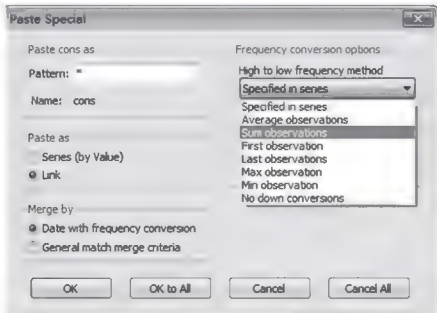 Paste Special
Paste cons as
Pattern: *
Name: cons
Paste as
Series (by Value)
Link
Merge by
Date with frequency conversion
General match merge criteria
Frequency conversion options
High to low frequency method
Specified in series
Specified in series
Average observations
Sum observations
First observation
Last observations
Max observation
Min observation
No down conversions
OK
OK to All
Cancel
Cancel All